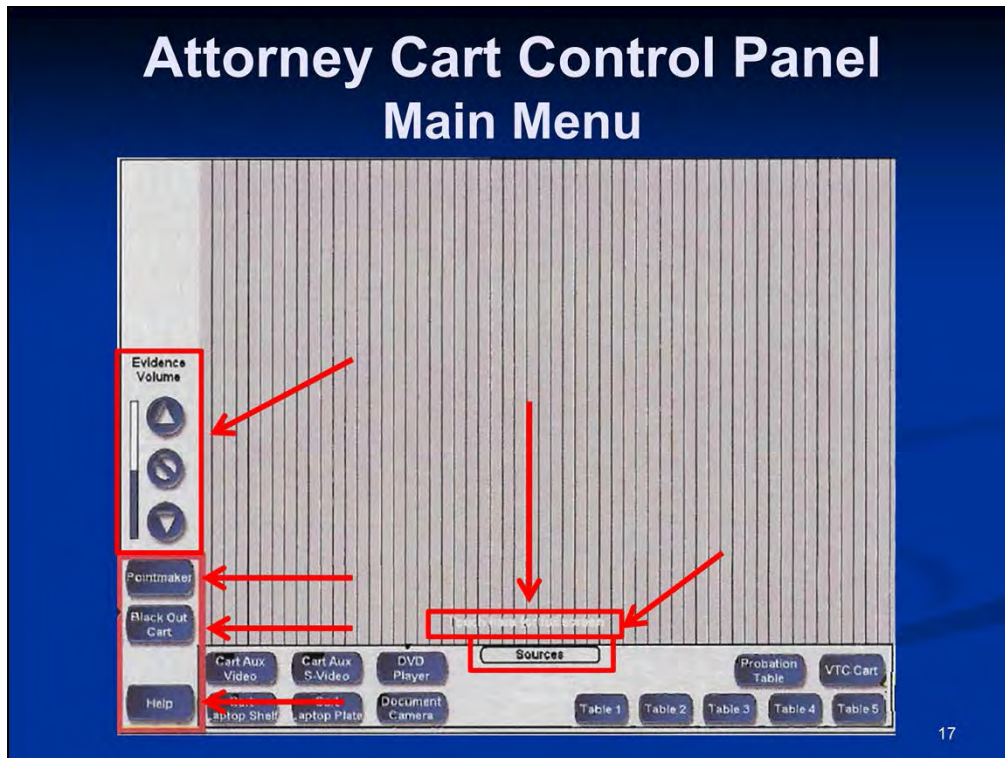 Attorney Cart Control Panel
Main Menu
Evidence
Volume
Pointmaker
Black Out
Cart
Help
Sources
Cart Aux
Video
Cart Aux
S-Video
DVD
Player
Laptop Shelf
Laptop Plate
Document
Camera
Probation
Table
VTC Cart
Table 1
Table 2
Table 3
Table 4
Table 5
17